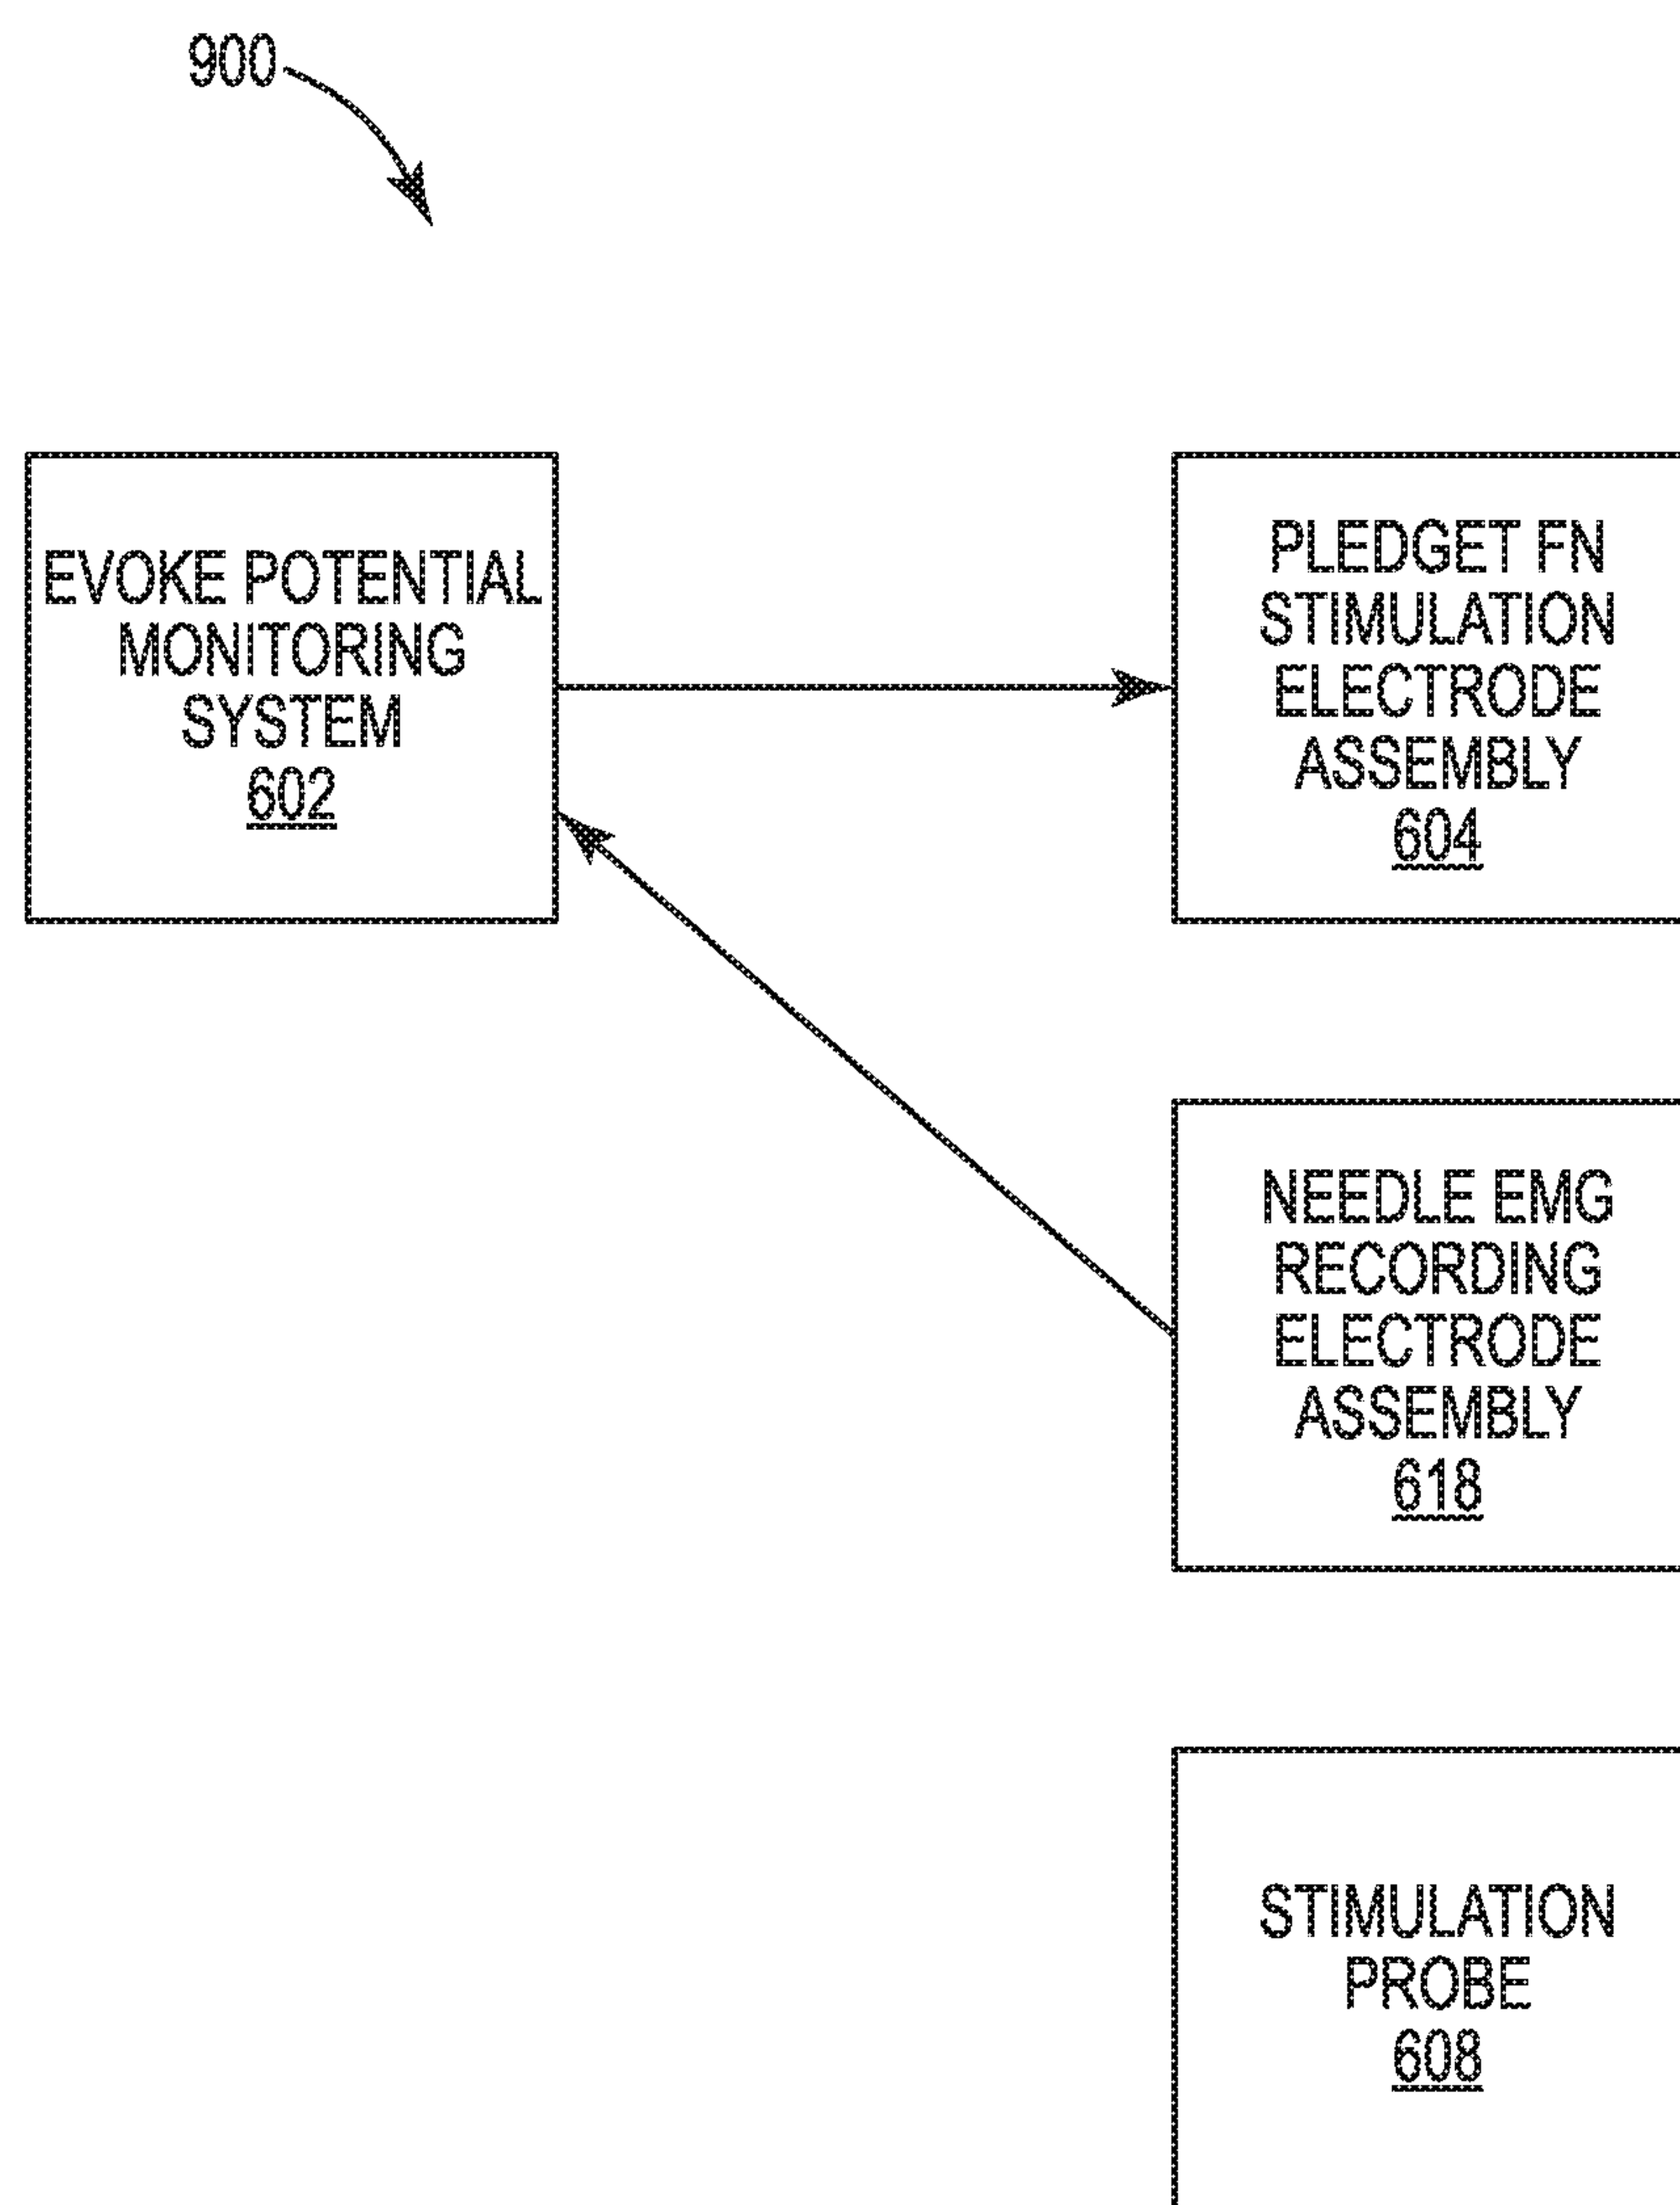 900
EVOKE POTENTIAL
MONITORING
SYSTEM
602
PLEDGET FN
STIMULATION
ELECTRODE
ASSEMBLY
604
NEEDLE EMG
RECORDING
ELECTRODE
ASSEMBLY
618
STIMULATION
PROBE
608